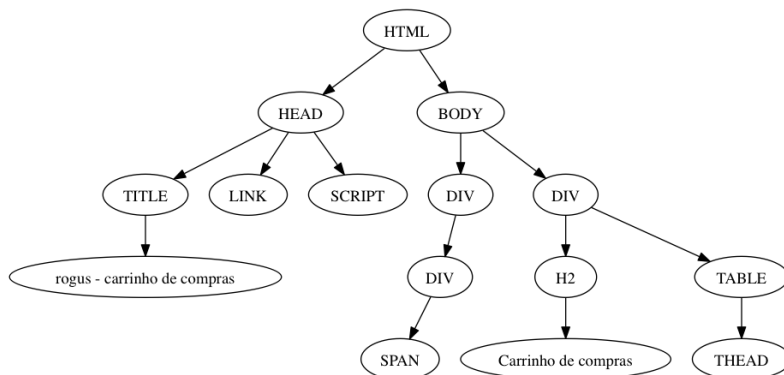 HTML
HEAD
BODY
TITLE
LINK
SCRIPT
DIV
DIV
rogus - carrinho de compras
DIV
H2
TABLE
SPAN
Carrinho de compras
THEAD